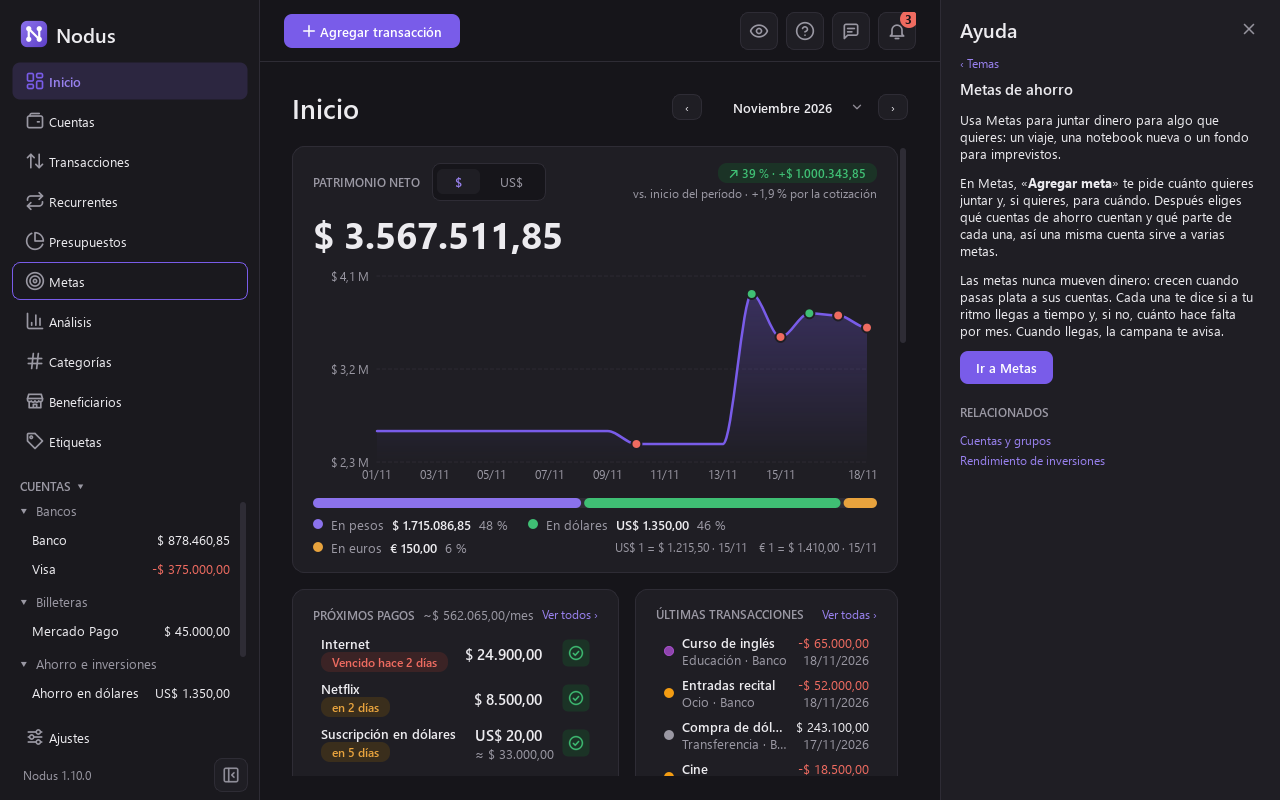 Nodus
Inicio
Cuentas
Transacciones
Recurrentes
Presupuestos
Metas
Análisis
Categorías
Beneficiarios
Etiquetas
CUENTAS ▾
▾ Bancos
Banco $ 878.460,85
Visa -$ 375.000,00
▾ Billeteras
Mercado Pago $ 45.000,00
▾ Ahorro e inversiones
Ahorro en dólares US$ 1.350,00
Ajustes
Nodus 1.10.0
+ Agregar transacción
3
Inicio
‹ Noviembre 2026 ›
PATRIMONIO NETO $ US$
↗ 39 % · +$ 1.000.343,85
vs. inicio del período · +1,9 % por la cotización
$ 3.567.511,85
$ 4,1 M
$ 3,2 M
$ 2,3 M
01/11 03/11 05/11 07/11 09/11 11/11 13/11 15/11 18/11
En pesos $ 1.715.086,85 48 % En dólares US$ 1.350,00 46 %
En euros € 150,00 6 % US$ 1 = $ 1.215,50 · 15/11 € 1 = $ 1.410,00 · 15/11
PRÓXIMOS PAGOS ~$ 562.065,00/mes Ver todos ›
Internet
Vencido hace 2 días
$ 24.900,00
Netflix
en 2 días
$ 8.500,00
Suscripción en dólares
en 5 días
US$ 20,00
≈ $ 33.000,00
ÚLTIMAS TRANSACCIONES Ver todas ›
Curso de inglés -$ 65.000,00
Educación · Banco 18/11/2026
Entradas recital -$ 52.000,00
Ocio · Banco 18/11/2026
Compra de dól... $ 243.100,00
Transferencia · B... 17/11/2026
Cine -$ 18.500,00
Ayuda
‹ Temas
Metas de ahorro
Usa Metas para juntar dinero para algo que
quieres: un viaje, una notebook nueva o un fondo
para imprevistos.
En Metas, «Agregar meta» te pide cuánto quieres
juntar y, si quieres, para cuándo. Después eliges
qué cuentas de ahorro cuentan y qué parte de
cada una, así una misma cuenta sirve a varias
metas.
Las metas nunca mueven dinero: crecen cuando
pasas plata a sus cuentas. Cada una te dice si a tu
ritmo llegas a tiempo y, si no, cuánto hace falta
por mes. Cuando llegas, la campana te avisa.
Ir a Metas
RELACIONADOS
Cuentas y grupos
Rendimiento de inversiones